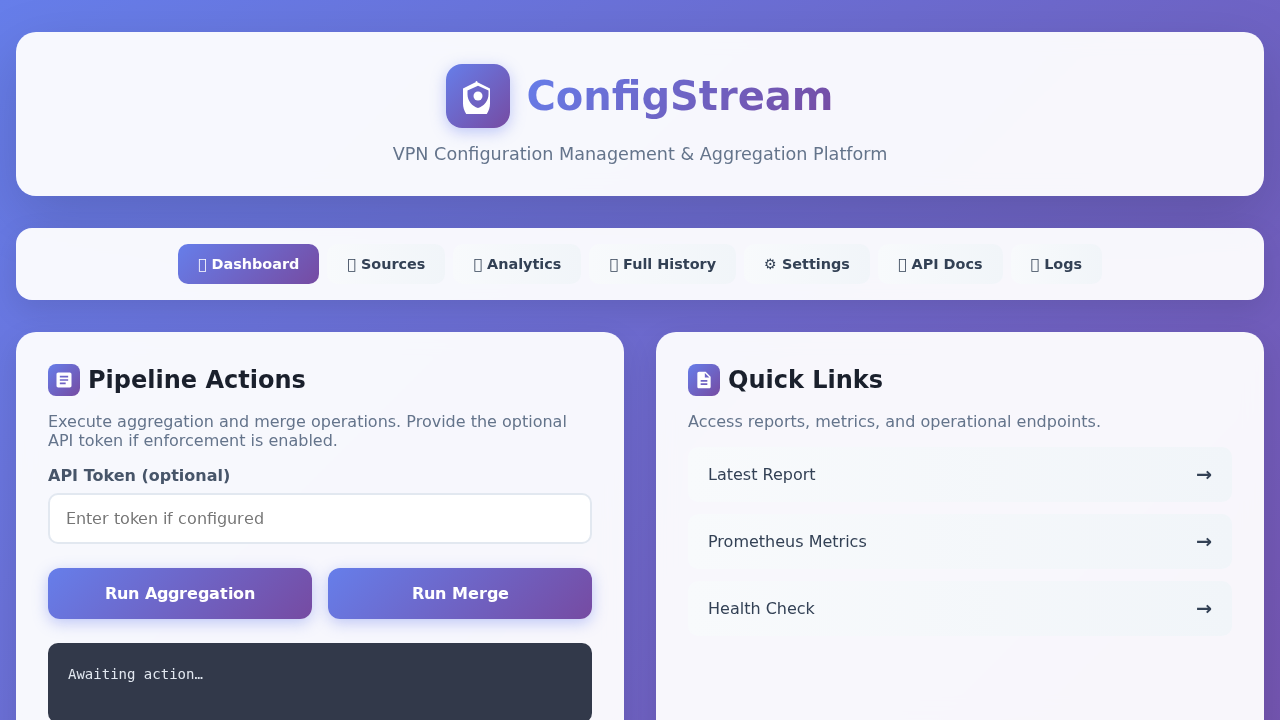 ConfigStream
VPN Configuration Management & Aggregation Platform
Dashboard
Sources
Analytics
Full History
⚙ Settings
API Docs
Logs
Pipeline Actions
Execute aggregation and merge operations. Provide the optional
API token if enforcement is enabled.
API Token (optional)
Enter token if configured
Run Aggregation
Run Merge
Awaiting action…
Quick Links
Access reports, metrics, and operational endpoints.
Latest Report →
Prometheus Metrics →
Health Check →